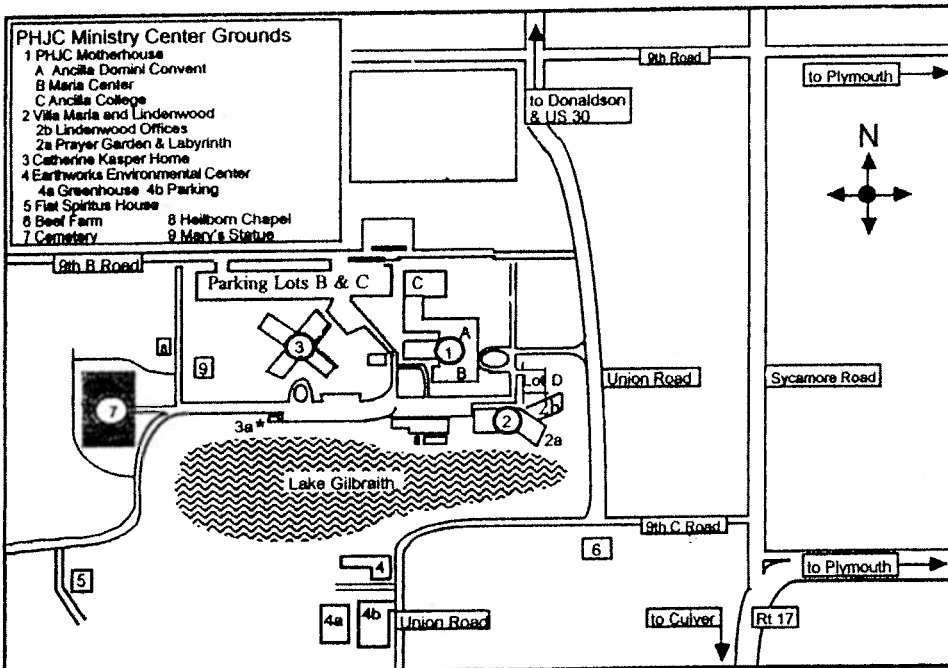 PHJC Ministry Center Grounds
1 PHJC Motherhouse
A Ancilla Domini Convent
B Maria Center
C Ancilla College
2 Villa Maria and Lindenwood
2b Lindenwood Offices
2a Prayer Garden & Labyrinth
3 Catherine Kasper Home
4 Earthworks Environmental Center
4a Greenhouse 4b Parking
5 Fiat Spiritus House
6 Beef Farm 8 Heilborn Chapel
7 Cemetery 9 Mary's Statue
9th Road
to Plymouth
to Donaldson
& US 30
N
9th B Road
Parking Lots B & C
C
A
1
B
3
8
9
Lot D
Union Road
Sycamore Road
7
3a*
2
2b
2a
Lake Gilbraith
9th C Road
6
4
5
to Plymouth
4a
4b
Union Road
to Culver
Rt 17